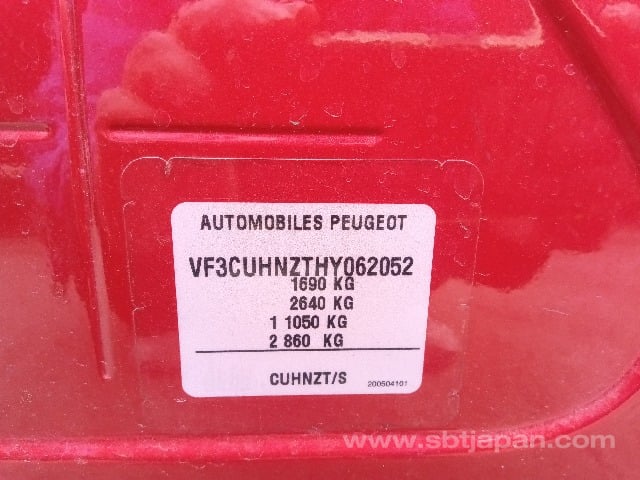 AUTOMOBILES PEUGEOT
VF3CUHNZTHY062052
1690 KG
2640 KG
1 1050 KG
2 860 KG
CUHNZT/S 200504101
www.sbtjapan.com